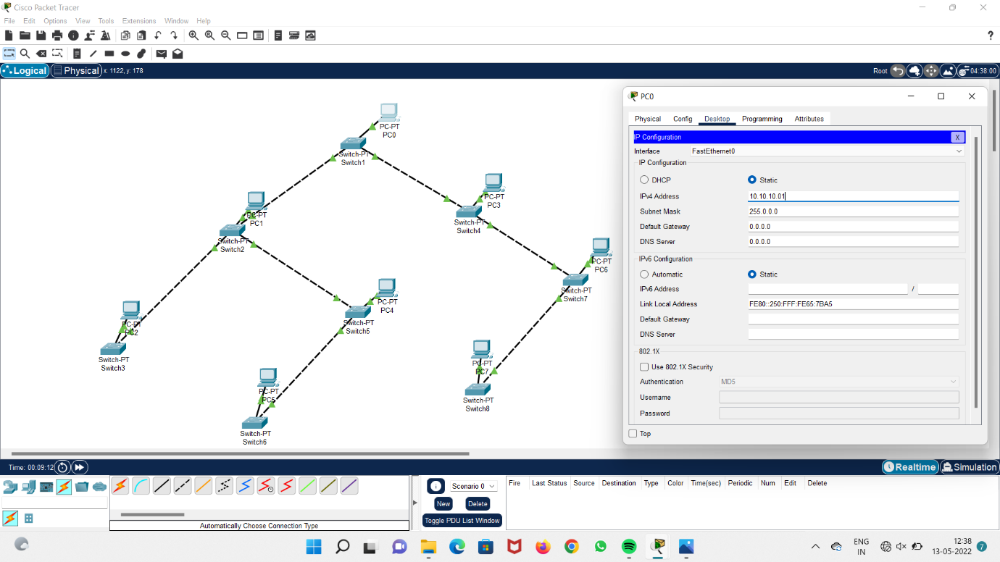 Cisco Packet Tracer
File Edit Options View Tools Extensions Window Help
?
Logical Physical x: 1122, y: 178 Root 04:38:00
PC-PT
PC0
Switch-PT
Switch1
PC-PT
PC3
Switch-PT
Switch4
PC-PT
PC1
Switch-PT
Switch2
PC-PT
PC6
Switch-PT
Switch7
PC-PT
PC4
Switch-PT
Switch5
PC-PT
PC2
Switch-PT
Switch3
PC-PT
PC7
Switch-PT
Switch8
PC-PT
PC5
Switch-PT
Switch6
PC0
Physical Config Desktop Programming Attributes
IP Configuration X
Interface FastEthernet0
IP Configuration
DHCP Static
IPv4 Address 10.10.10.01
Subnet Mask 255.0.0.0
Default Gateway 0.0.0.0
DNS Server 0.0.0.0
IPv6 Configuration
Automatic Static
IPv6 Address /
Link Local Address FE80::250:FFF:FE65:7BA5
Default Gateway
DNS Server
802.1X
Use 802.1X Security
Authentication MD5
Username
Password
Top
Time: 00:09:12 Realtime Simulation
Scenario 0
New Delete
Toggle PDU List Window
Fire Last Status Source Destination Type Color Time(sec) Periodic Num Edit Delete
Automatically Choose Connection Type
ENG
IN
12:38
13-05-2022
7